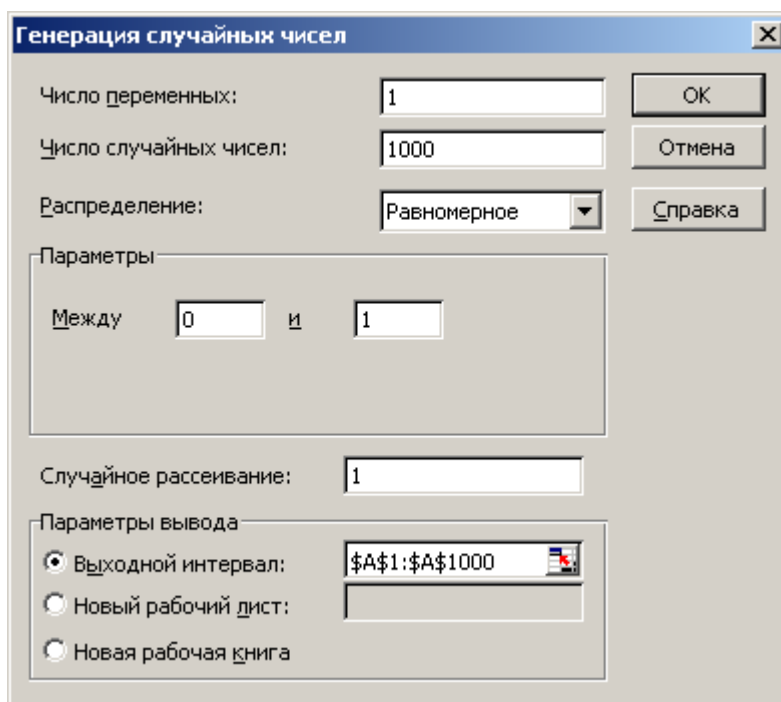 Генерация случайных чисел
Число переменных: 1 ОК
Число случайных чисел: 1000 Отмена
Распределение: Равномерное Справка
Параметры
Между 0 и 1
Случайное рассеивание: 1
Параметры вывода
Выходной интервал: $A$1:$A$1000
Новый рабочий лист:
Новая рабочая книга